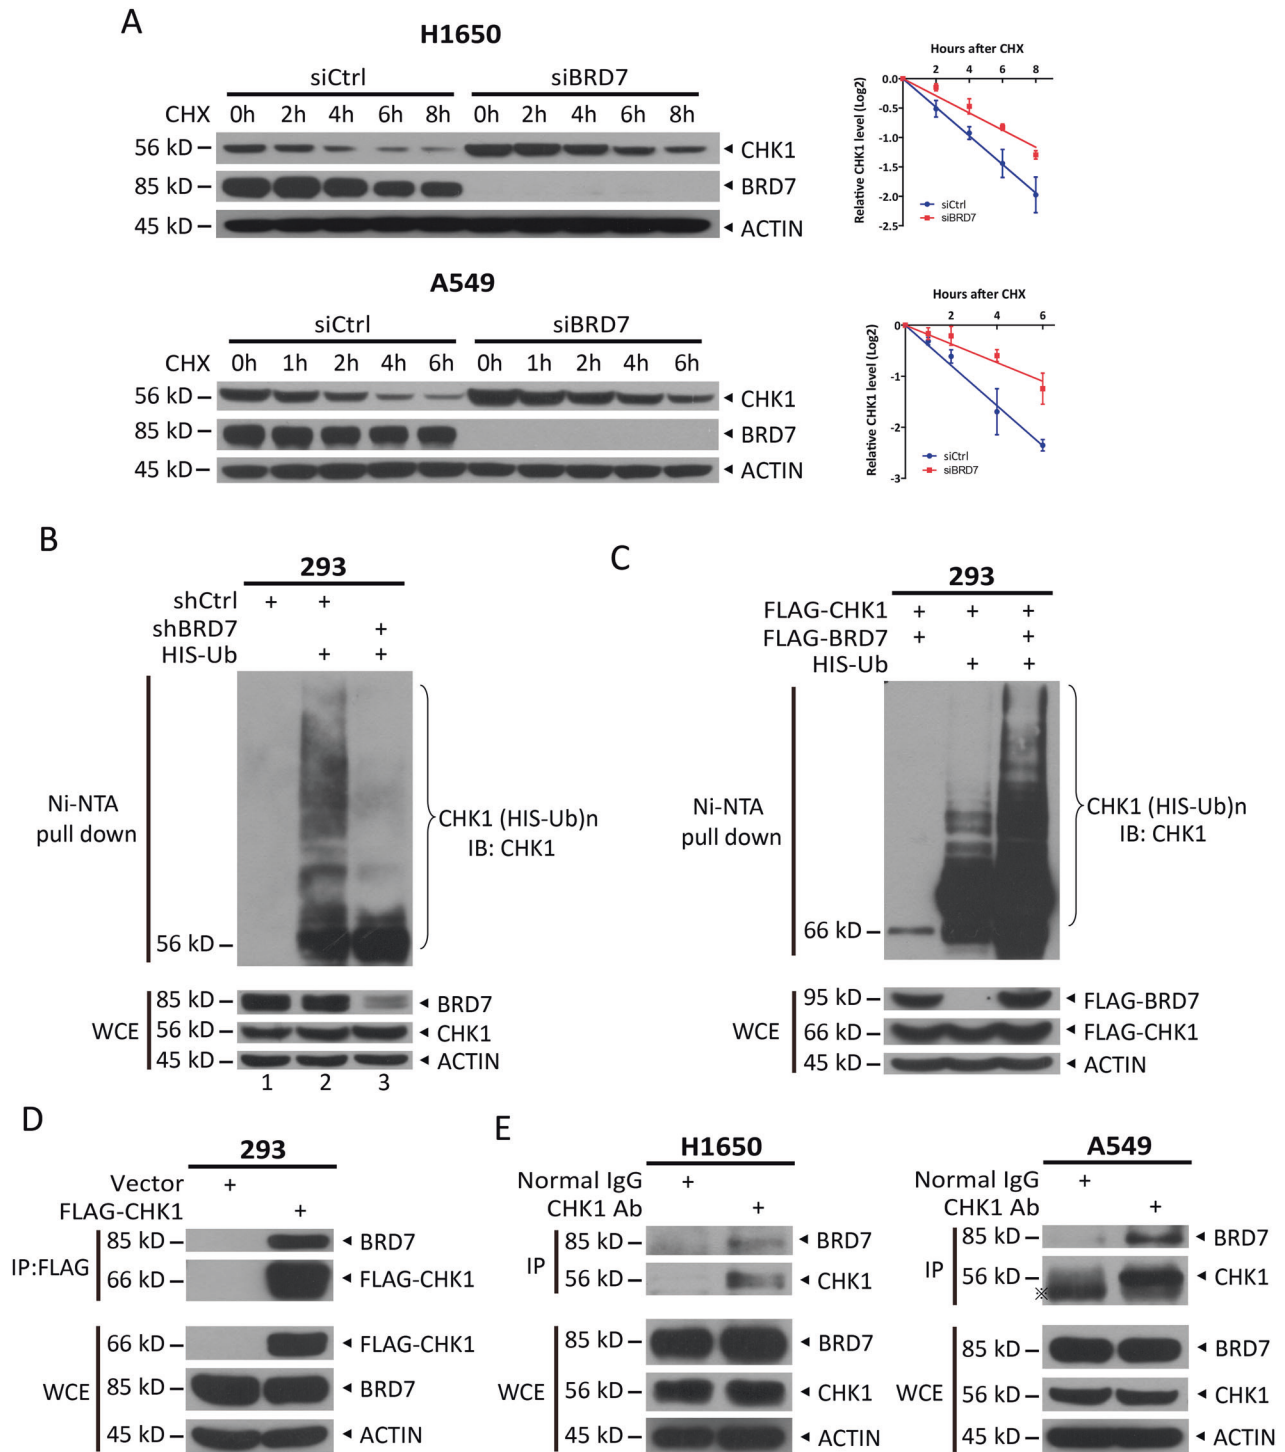 A
H1650
siCtrl siBRD7
CHX 0h 2h 4h 6h 8h 0h 2h 4h 6h 8h
56 kD CHK1
85 kD BRD7
45 kD ACTIN
Hours after CHX
2 4 6 8
0.0
-0.5
-1.0
-1.5
-2.0
-2.5
Relative CHK1 level (Log2)
siCtrl
siBRD7
A549
siCtrl siBRD7
CHX 0h 1h 2h 4h 6h 0h 1h 2h 4h 6h
56 kD CHK1
85 kD BRD7
45 kD ACTIN
Hours after CHX
2 4 6
0
-1
-2
-3
Relative CHK1 level (Log2)
siCtrl
siBRD7
B
293
shCtrl + +
shBRD7 +
HIS-Ub + +
Ni-NTA
pull down
CHK1 (HIS-Ub)n
IB: CHK1
56 kD
WCE
85 kD BRD7
56 kD CHK1
45 kD ACTIN
1 2 3
C
293
FLAG-CHK1 + + +
FLAG-BRD7 + +
HIS-Ub + +
Ni-NTA
pull down
CHK1 (HIS-Ub)n
IB: CHK1
66 kD
WCE
95 kD FLAG-BRD7
66 kD FLAG-CHK1
45 kD ACTIN
D
293
Vector +
FLAG-CHK1 +
IP:FLAG
85 kD BRD7
66 kD FLAG-CHK1
WCE
66 kD FLAG-CHK1
85 kD BRD7
45 kD ACTIN
E
H1650
Normal IgG +
CHK1 Ab +
IP
85 kD BRD7
56 kD CHK1
WCE
85 kD BRD7
56 kD CHK1
45 kD ACTIN
A549
Normal IgG +
CHK1 Ab +
IP
85 kD BRD7
56 kD CHK1
※
WCE
85 kD BRD7
56 kD CHK1
45 kD ACTIN